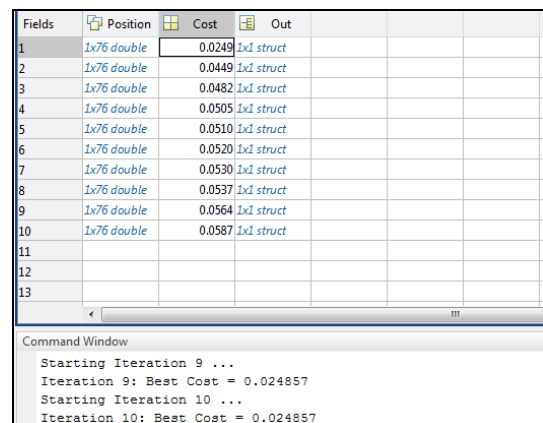 Fields Position Cost Out
1 1x76 double 0.0249 1x1 struct
2 1x76 double 0.0449 1x1 struct
3 1x76 double 0.0482 1x1 struct
4 1x76 double 0.0505 1x1 struct
5 1x76 double 0.0510 1x1 struct
6 1x76 double 0.0520 1x1 struct
7 1x76 double 0.0530 1x1 struct
8 1x76 double 0.0537 1x1 struct
9 1x76 double 0.0564 1x1 struct
10 1x76 double 0.0587 1x1 struct
11
12
13
Command Window
Starting Iteration 9 ...
Iteration 9: Best Cost = 0.024857
Starting Iteration 10 ...
Iteration 10: Best Cost = 0.024857